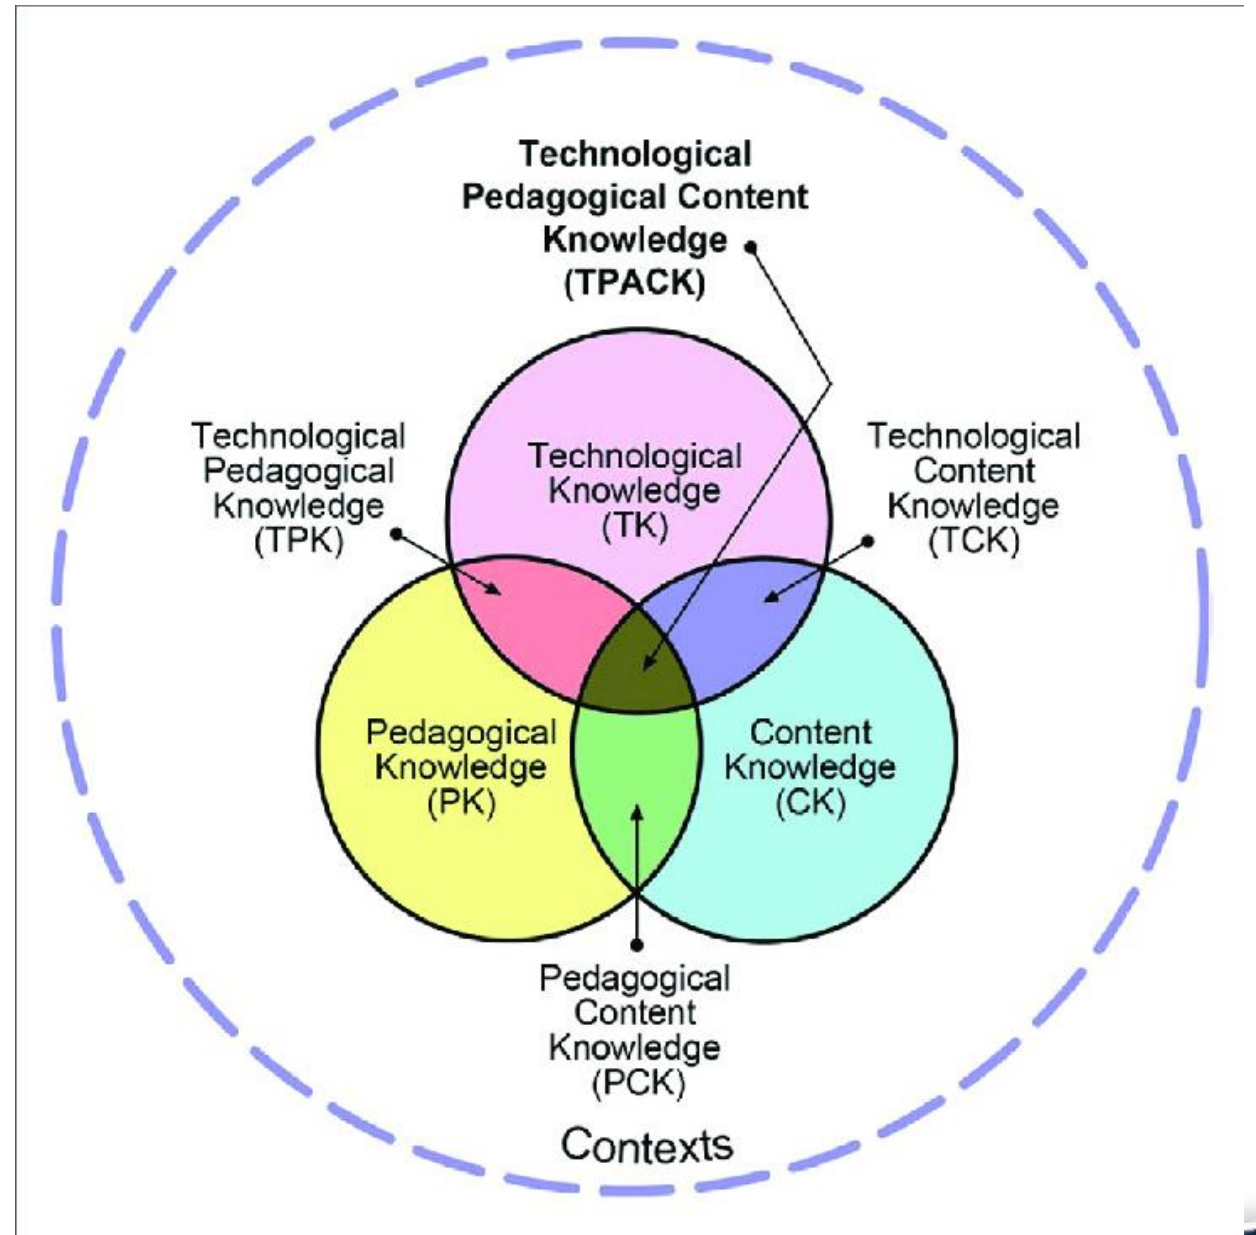 Technological
Pedagogical Content
Knowledge
(TPACK)
Technological
Pedagogical
Knowledge
(TPK)
Technological
Knowledge
(TK)
Technological
Content
Knowledge
(TCK)
Pedagogical
Knowledge
(PK)
Content
Knowledge
(CK)
Pedagogical
Content
Knowledge
(PCK)
Contexts